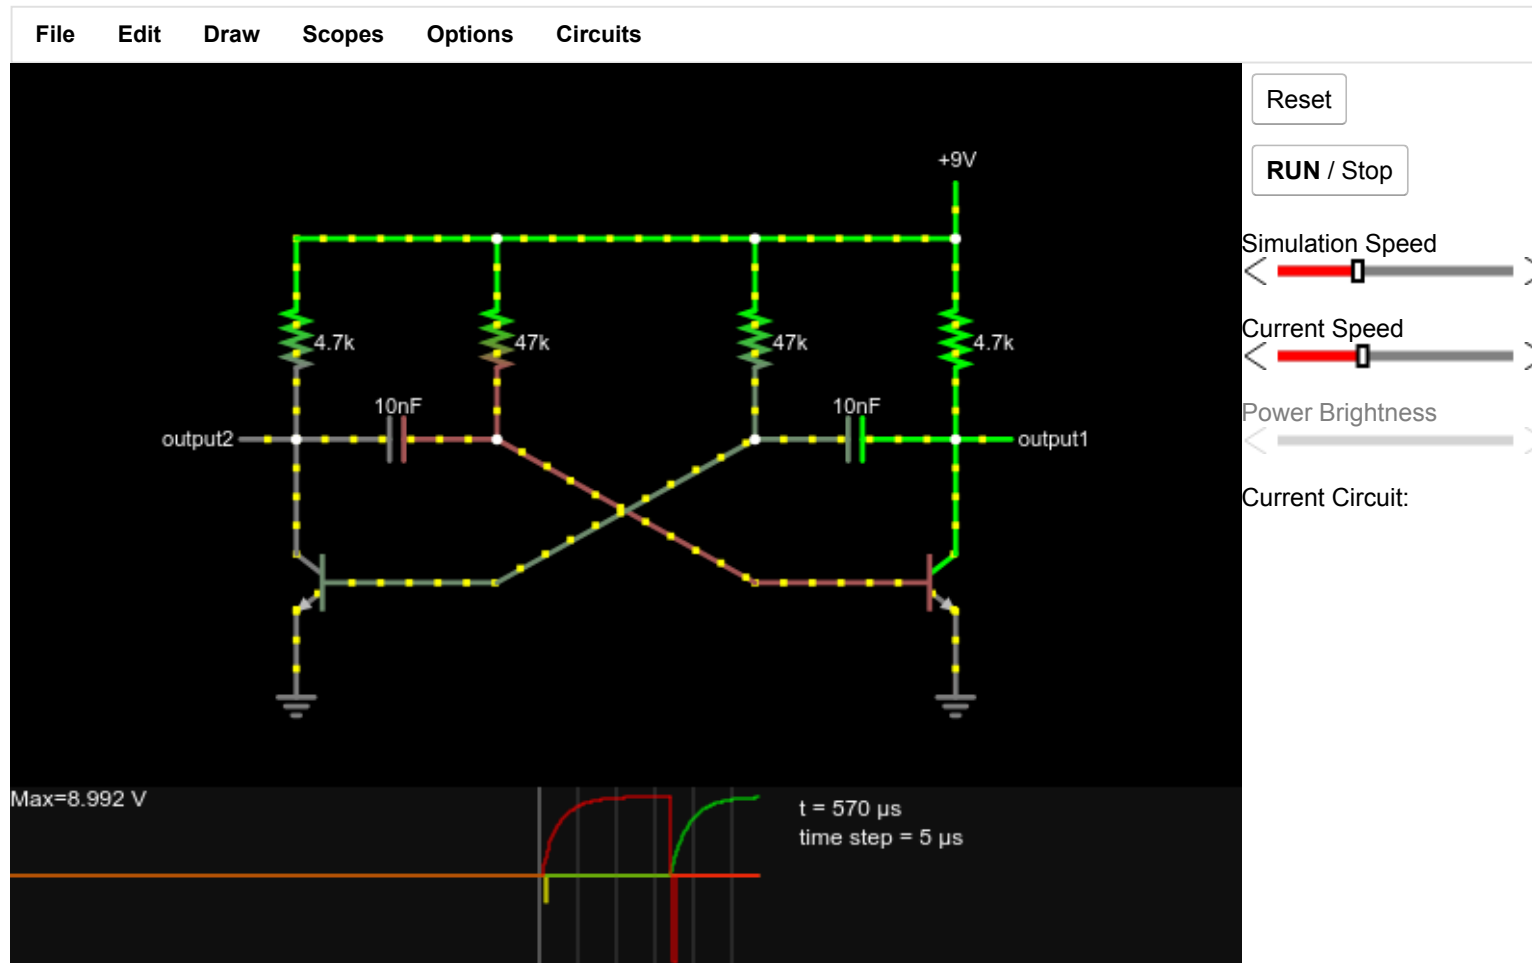 File Edit Draw Scopes Options Circuits
Reset
RUN / Stop
Simulation Speed
Current Speed
Power Brightness
Current Circuit:
+9V
4.7k 47k 47k 4.7k
10nF 10nF
output2 output1
Max=8.992 V
t = 570 μs
time step = 5 μs